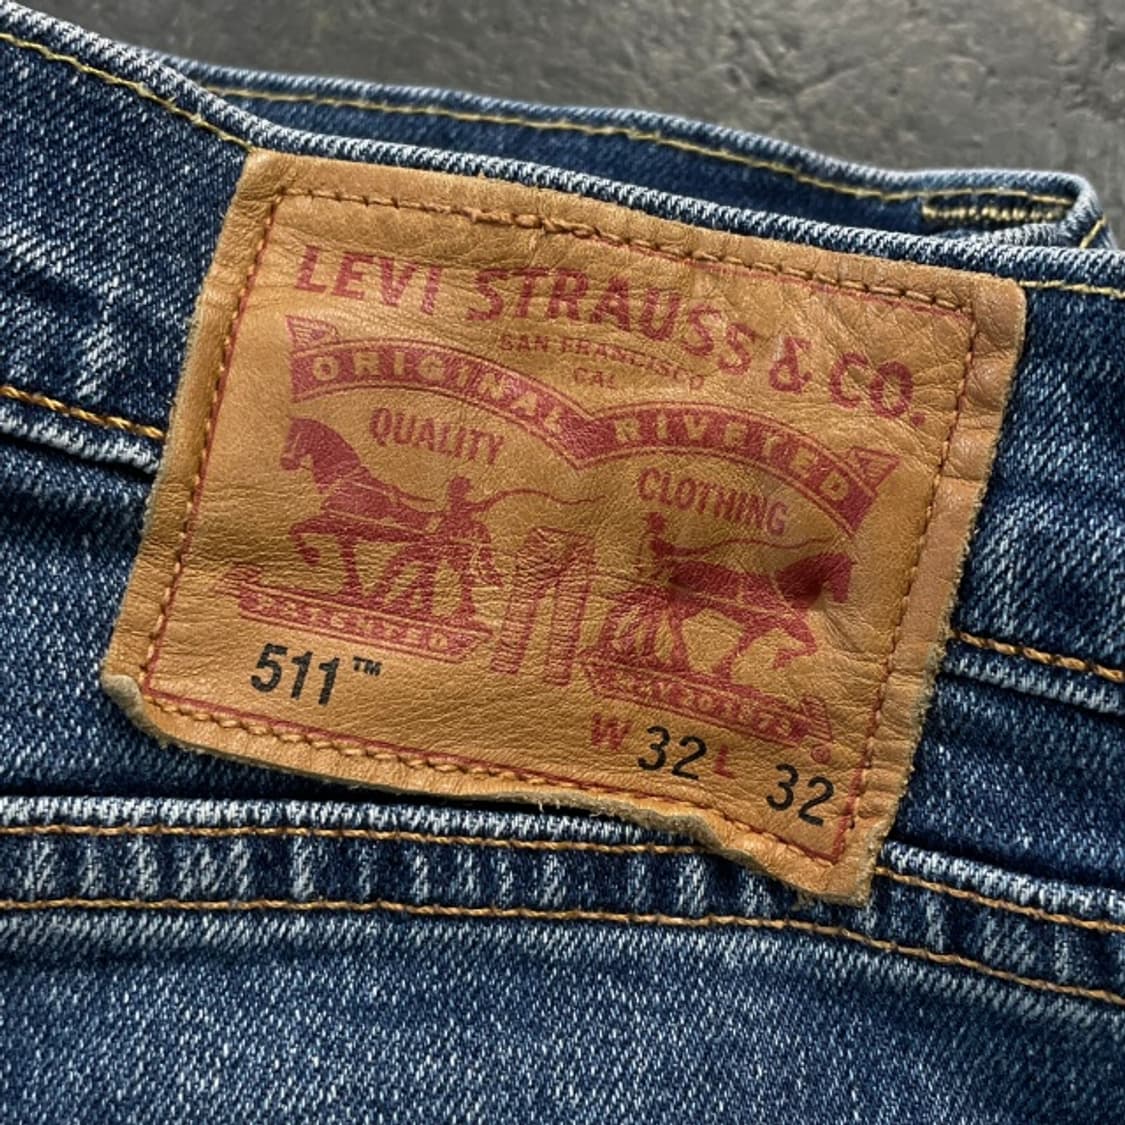 LEVI STRAUSS & CO.
SAN FRANCISCO
CAL
ORIGINAL RIVETED
QUALITY CLOTHING
511™
W 32 L 32